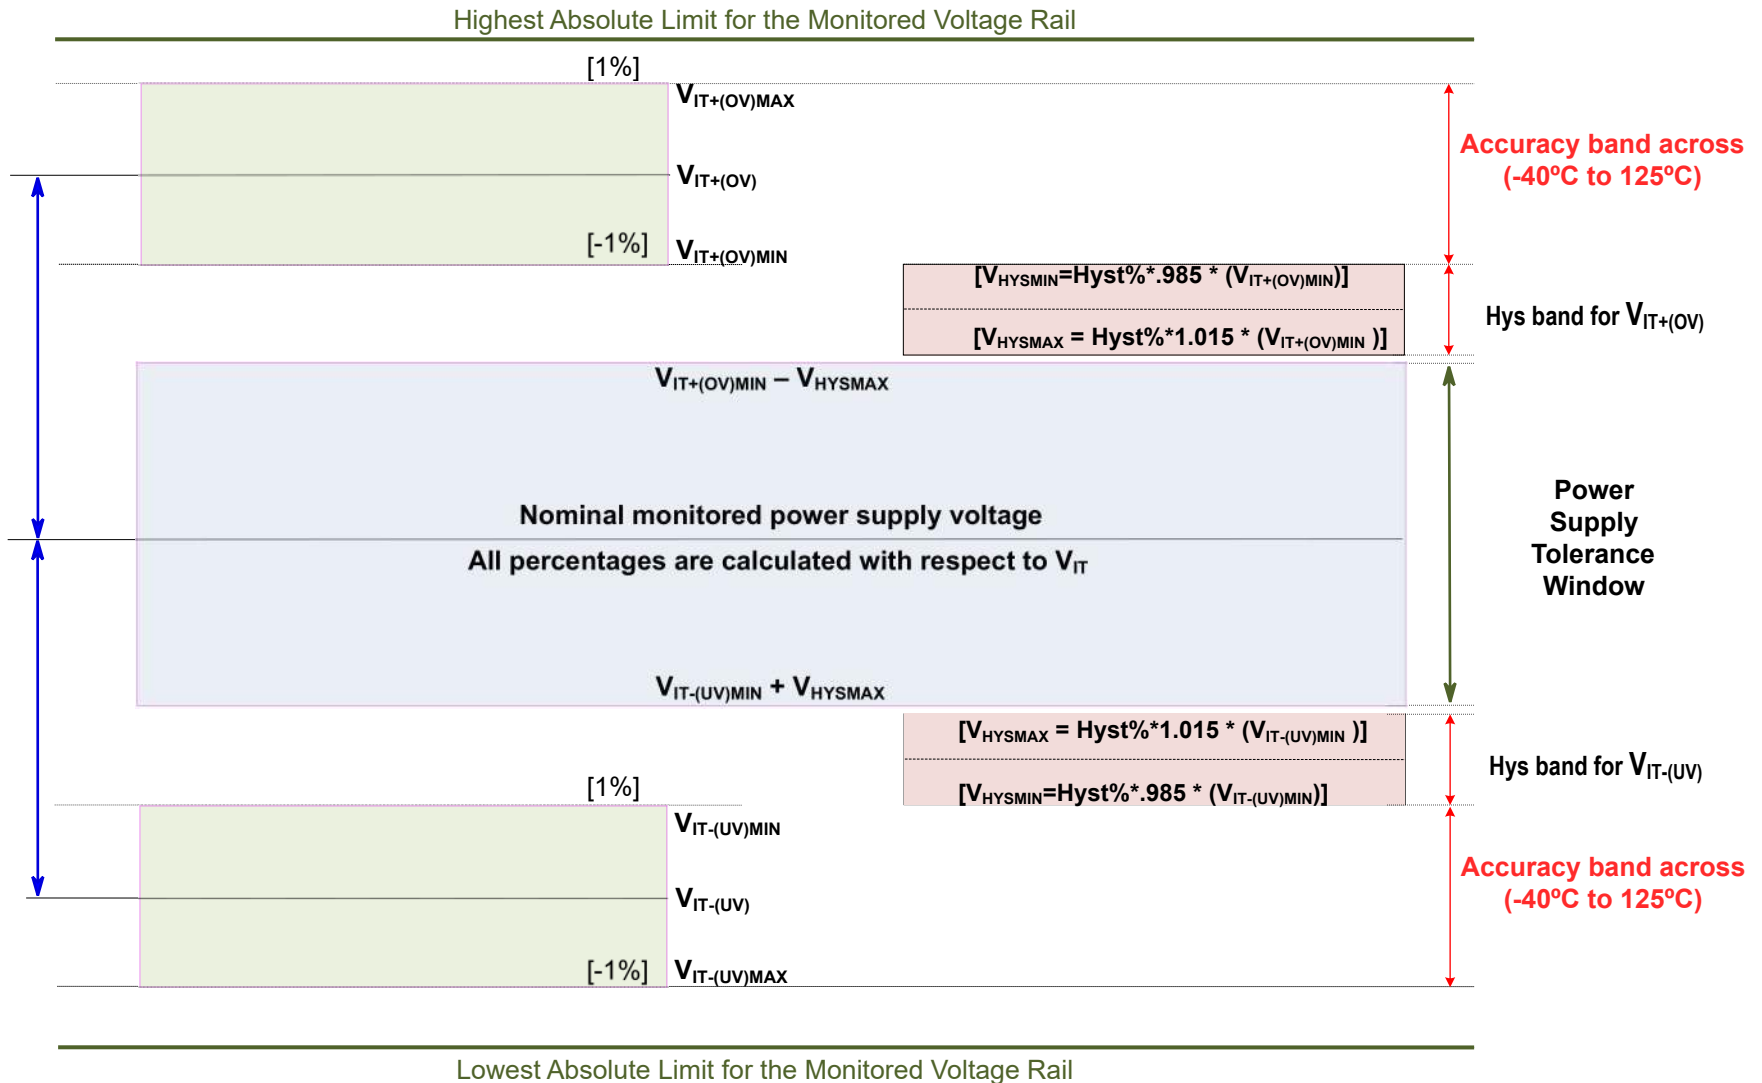 Highest Absolute Limit for the Monitored Voltage Rail
[1%]
VIT+(OV)MAX
Accuracy band across
(-40ºC to 125ºC)
VIT+(OV)
[-1%]
VIT+(OV)MIN
[VHYSMIN=Hyst%*.985 * (VIT+(OV)MIN)]
Hys band for VIT+(OV)
[VHYSMAX = Hyst%*1.015 * (VIT+(OV)MIN )]
VIT+(OV)MIN – VHYSMAX
Nominal monitored power supply voltage
All percentages are calculated with respect to VIT
Power
Supply
Tolerance
Window
VIT-(UV)MIN + VHYSMAX
[VHYSMAX = Hyst%*1.015 * (VIT-(UV)MIN )]
Hys band for VIT-(UV)
[VHYSMIN=Hyst%*.985 * (VIT-(UV)MIN)]
[1%]
VIT-(UV)MIN
Accuracy band across
(-40ºC to 125ºC)
VIT-(UV)
[-1%]
VIT-(UV)MAX
Lowest Absolute Limit for the Monitored Voltage Rail